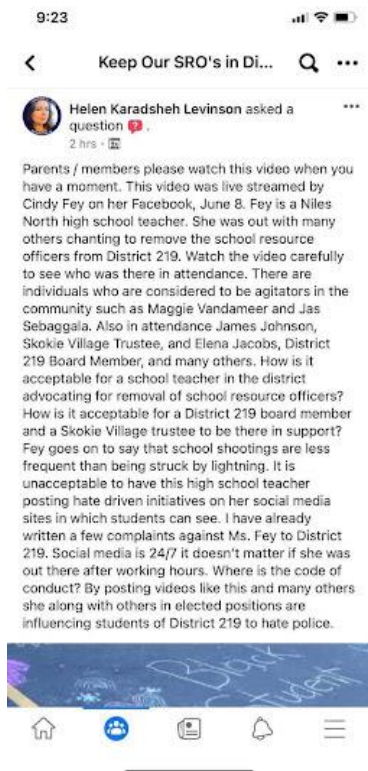 9:23
Keep Our SRO's in Di...
Helen Karadsheh Levinson asked a
question
2 hrs
Parents / members please watch this video when you
have a moment. This video was live streamed by
Cindy Fey on her Facebook, June 8. Fey is a Niles
North high school teacher. She was out with many
others chanting to remove the school resource
officers from District 219. Watch the video carefully
to see who was there in attendance. There are
individuals who are considered to be agitators in the
community such as Maggie Vandameer and Jas
Sebaggala. Also in attendance James Johnson,
Skokie Village Trustee, and Elena Jacobs, District
219 Board Member, and many others. How is it
acceptable for a school teacher in the district
advocating for removal of school resource officers?
How is it acceptable for a District 219 board member
and a Skokie Village trustee to be there in support?
Fey goes on to say that school shootings are less
frequent than being struck by lightning. It is
unacceptable to have this high school teacher
posting hate driven initiatives on her social media
sites in which students can see. I have already
written a few complaints against Ms. Fey to District
219. Social media is 24/7 it doesn't matter if she was
out there after working hours. Where is the code of
conduct? By posting videos like this and many others
she along with others in elected positions are
influencing students of District 219 to hate police.
Black
Student